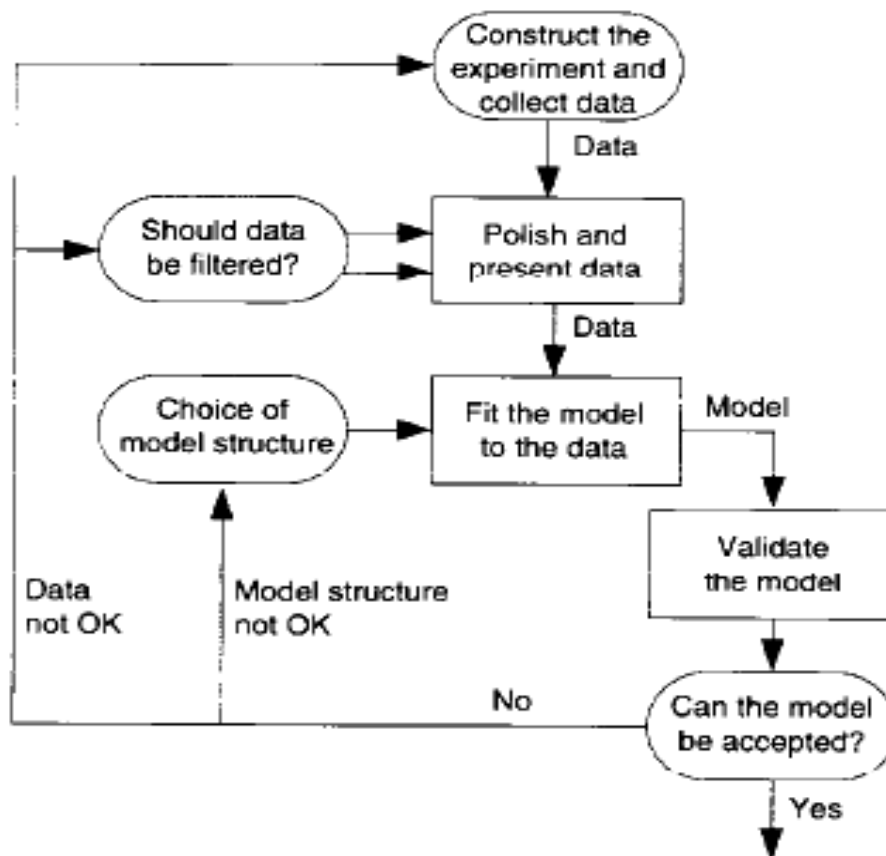 Construct the
experiment and
collect data
Data
Should data
be filtered?
Polish and
present data
Data
Choice of
model structure
Fit the model
to the data
Model
Validate
the model
Data
not OK
Model structure
not OK
No
Can the model
be accepted?
Yes